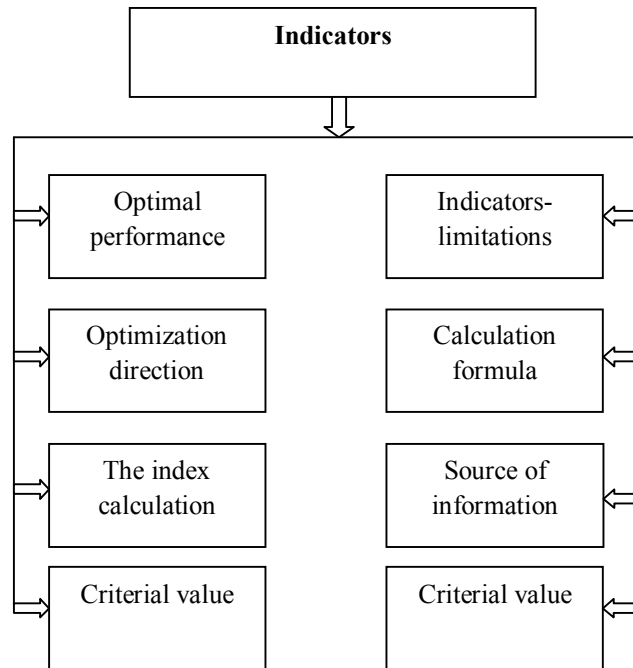 Indicators
Optimal
performance
Indicators-
limitations
Optimization
direction
Calculation
formula
The index
calculation
Source of
information
Criterial value
Criterial value